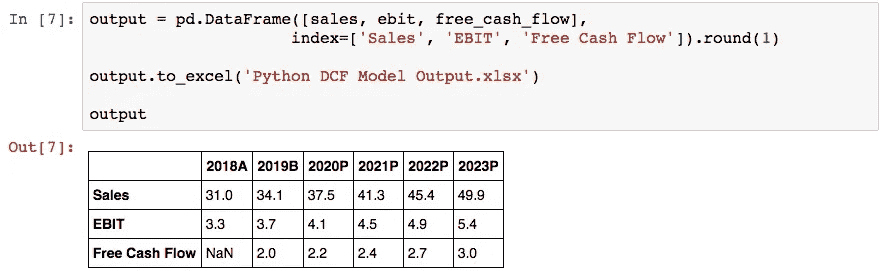 In [7]: output = pd.DataFrame([sales, ebit, free_cash_flow],
index=['Sales', 'EBIT', 'Free Cash Flow']).round(1)
output.to_excel('Python DCF Model Output.xlsx')
output
Out[7]:
2018A 2019B 2020P 2021P 2022P 2023P
Sales 31.0 34.1 37.5 41.3 45.4 49.9
EBIT 3.3 3.7 4.1 4.5 4.9 5.4
Free Cash Flow NaN 2.0 2.2 2.4 2.7 3.0